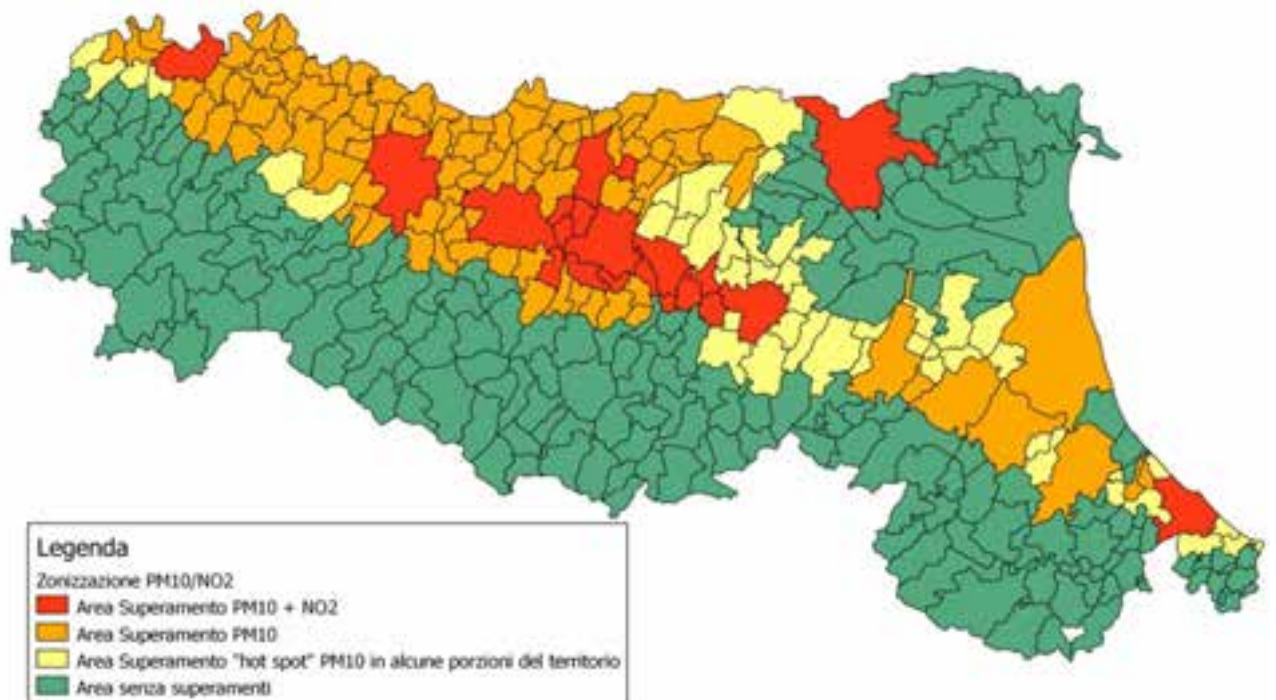 Legenda
Zonizzazione PM10/NO2
Area Superamento PM10 + NO2
Area Superamento PM10
Area Superamento "hot spot" PM10 in alcune porzioni del territorio
Area senza superamenti